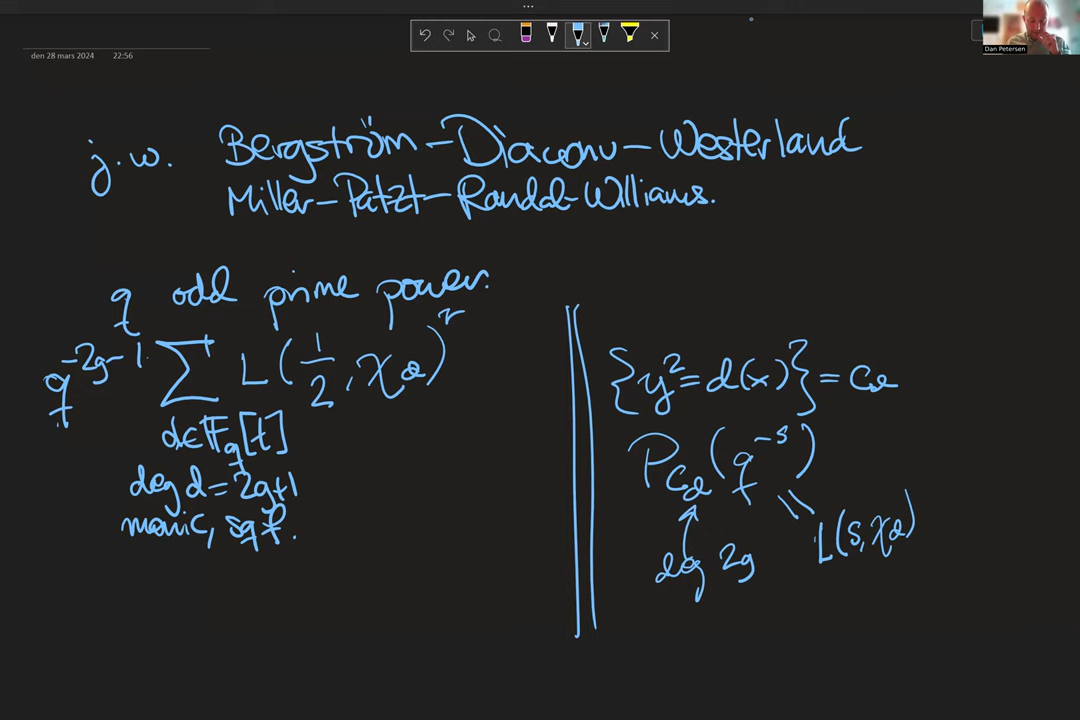 Dan Petersen
den 28 mars 2024 22:56
j.w. Bergström–Diaconu–Westerland
Miller–Patzt–Randal-Williams.
q odd prime power.
q^{-2g-1} ∑ L(1/2, χ_d)^r
d∈𝔽_q[t]
deg d = 2g+1
monic, sqf.
{y²=d(x)} = C_d
P_{C_d}(q^{-s})
=
L(s, χ_d)
↑
deg 2g